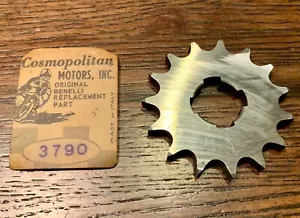 Cosmopolitan
MOTORS, INC.
ORIGINAL
BENELLI
REPLACEMENT
PART
3790